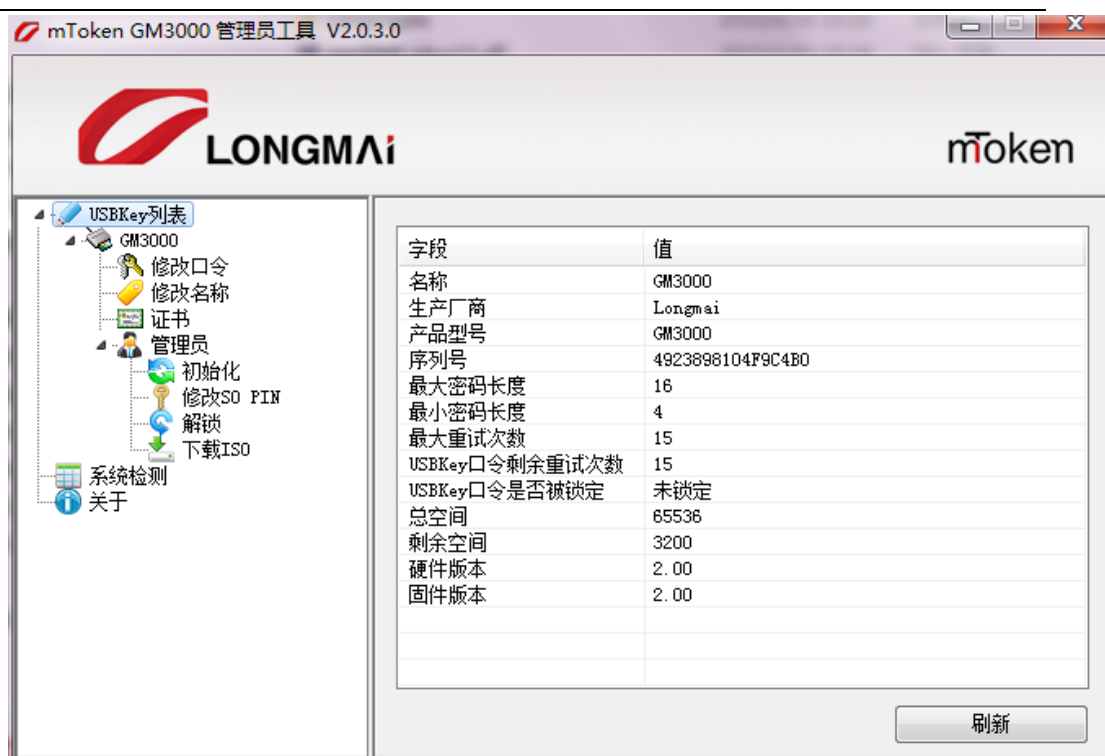 mToken GM3000 管理员工具 V2.0.3.0
LONGMAi
mToken
USBKey列表
GM3000
修改口令
修改名称
证书
管理员
初始化
修改SO PIN
解锁
下载ISO
系统检测
关于
字段 值
名称 GM3000
生产厂商 Longmai
产品型号 GM3000
序列号 4923898104F9C4B0
最大密码长度 16
最小密码长度 4
最大重试次数 15
USBKey口令剩余重试次数 15
USBKey口令是否被锁定 未锁定
总空间 65536
剩余空间 3200
硬件版本 2.00
固件版本 2.00
刷新